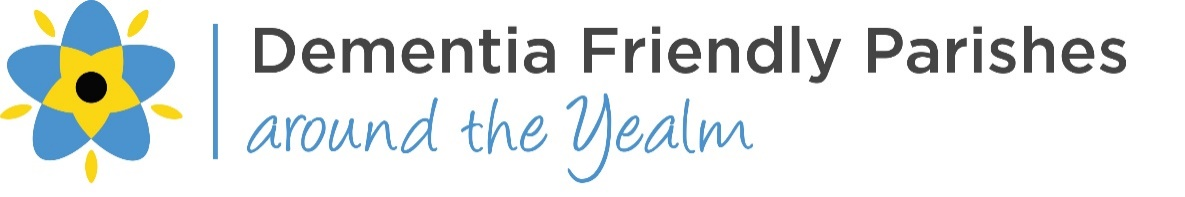 Dementia Friendly Parishes
around the Yealm